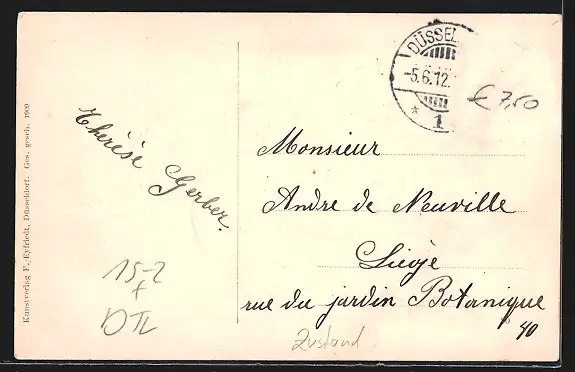 Kunstverlag F. Eyfriedt, Düsseldorf. Ges. gesch. 1909
Thérèse Gerber.
15-2
+
DÜSSEL
-5.6.12.
* 1
€ 7,50
Monsieur
Andre de Neuville
Liège
rue du jardin Botanique
40
Zustand